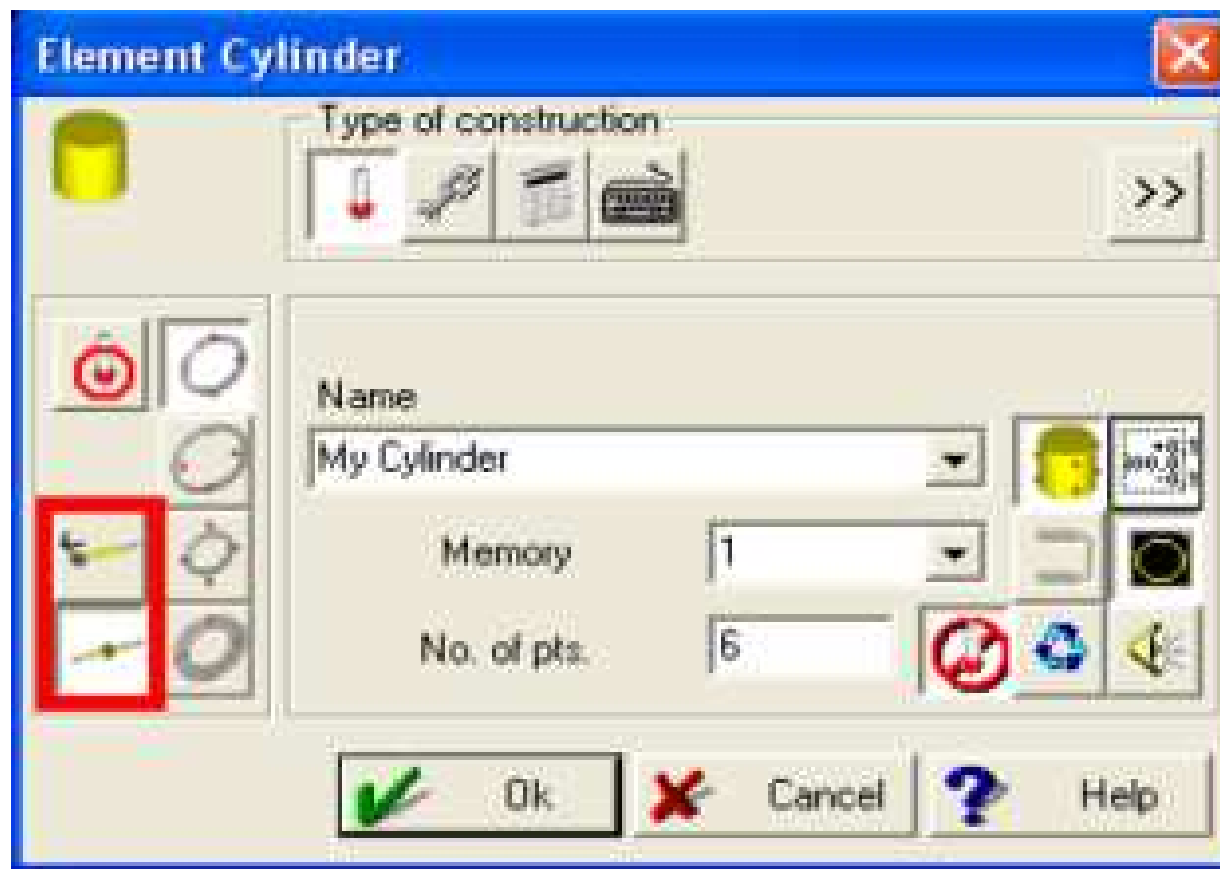 Element Cylinder
Type of construction
>>
Name
My Cylinder
Memory
1
No. of pts.
6
Ok
Cancel
Help